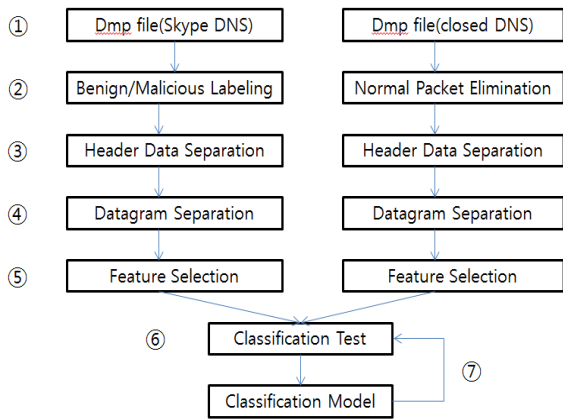 ① Dmp file(Skype DNS) Dmp file(closed DNS)
② Benign/Malicious Labeling Normal Packet Elimination
③ Header Data Separation Header Data Separation
④ Datagram Separation Datagram Separation
⑤ Feature Selection Feature Selection
⑥ Classification Test
⑦
Classification Model